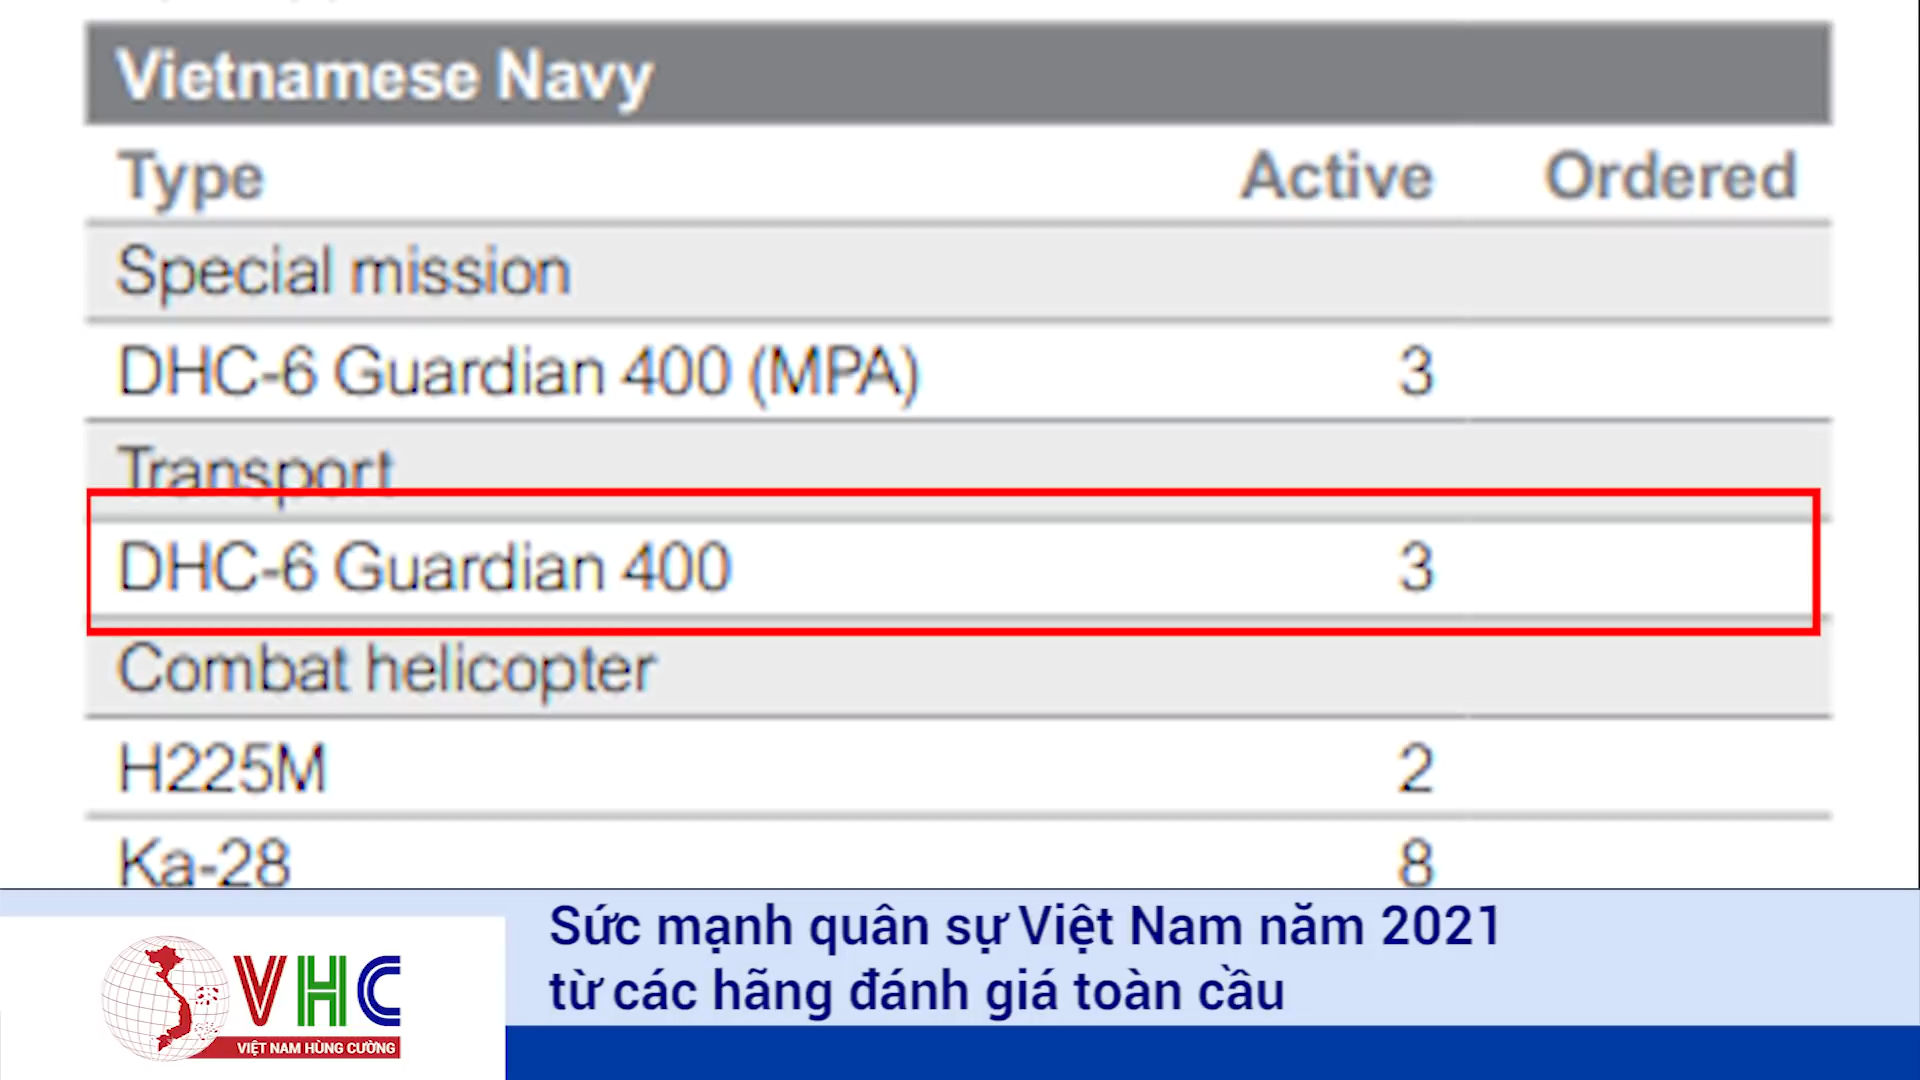 Vietnamese Navy
Type Active Ordered
Special mission
DHC-6 Guardian 400 (MPA) 3
Transport
DHC-6 Guardian 400 3
Combat helicopter
H225M 2
Ka-28 8
Sức mạnh quân sự Việt Nam năm 2021
từ các hãng đánh giá toàn cầu
VHC
VIỆT NAM HÙNG CƯỜNG